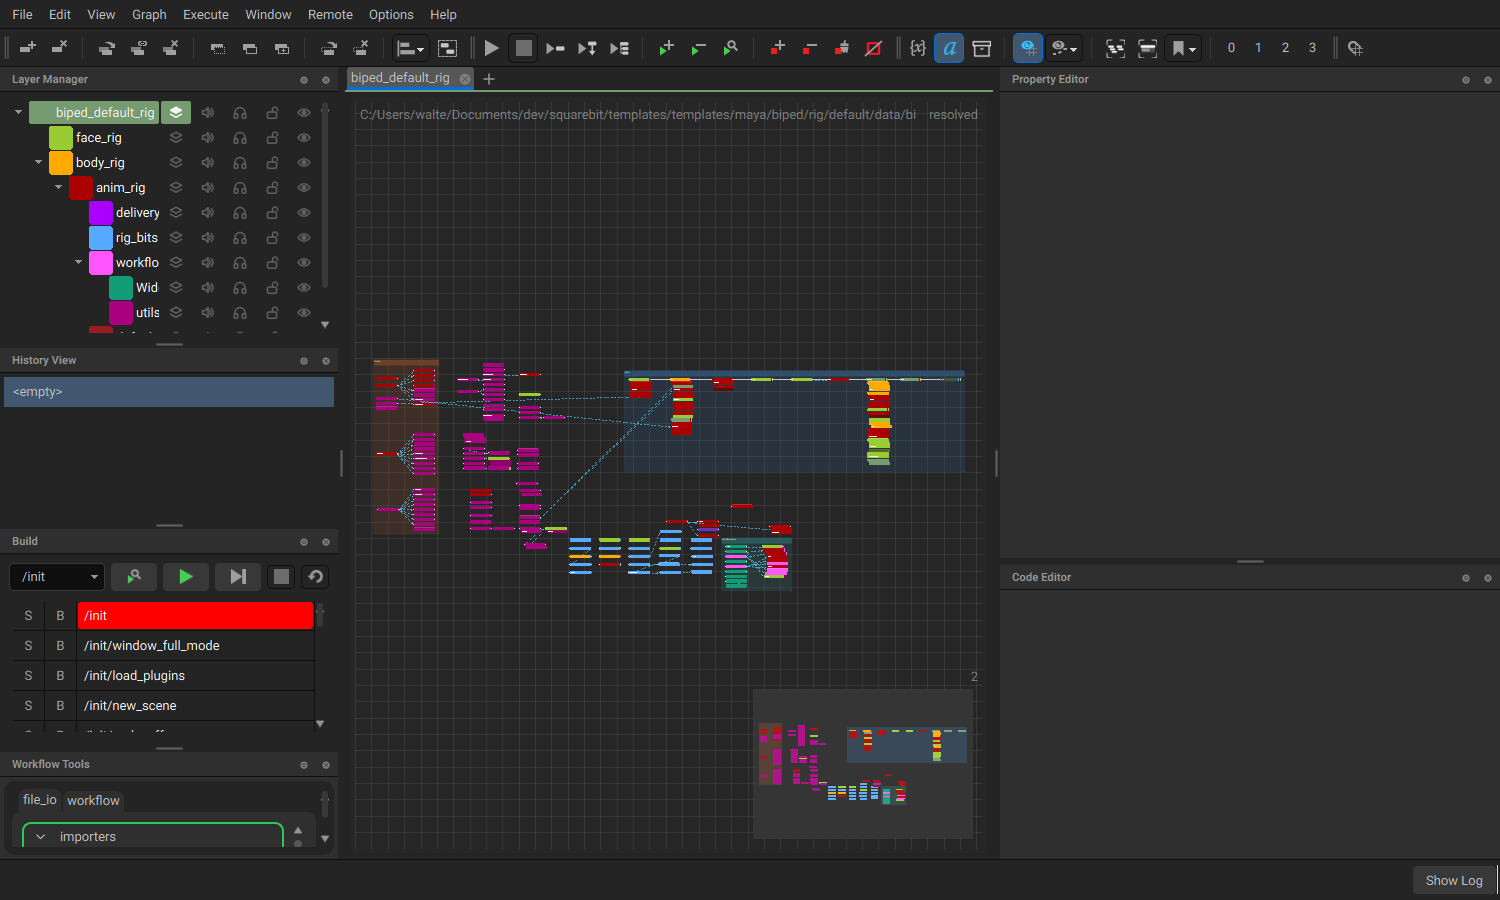 File Edit View Graph Execute Window Remote Options Help
{x} a 0 1 2 3
Layer Manager
biped_default_rig
face_rig
body_rig
anim_rig
delivery
rig_bits
workflo
Wid
utils
History View
<empty>
Build
/init
S B /init
S B /init/window_full_mode
S B /init/load_plugins
S B /init/new_scene
Workflow Tools
file_io workflow
importers
biped_default_rig
C:/Users/walte/Documents/dev/squarebit/templates/templates/maya/biped/rig/default/data/bi resolved
2
Property Editor
Code Editor
Show Log